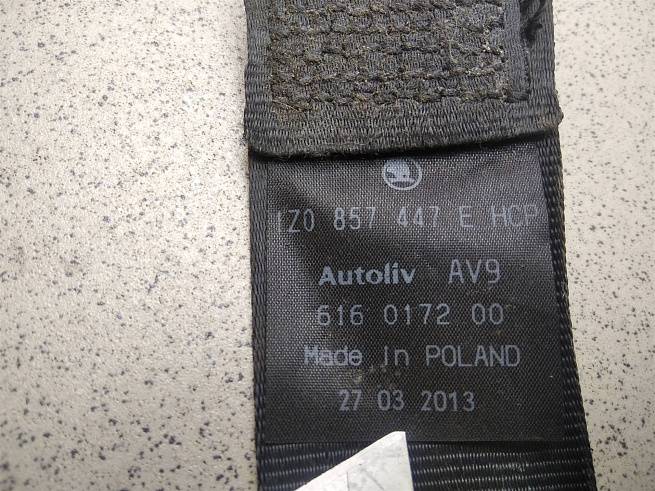 1Z0 857 447 E HCP
Autoliv AV9
616 0172 00
Made in POLAND
27 03 2013